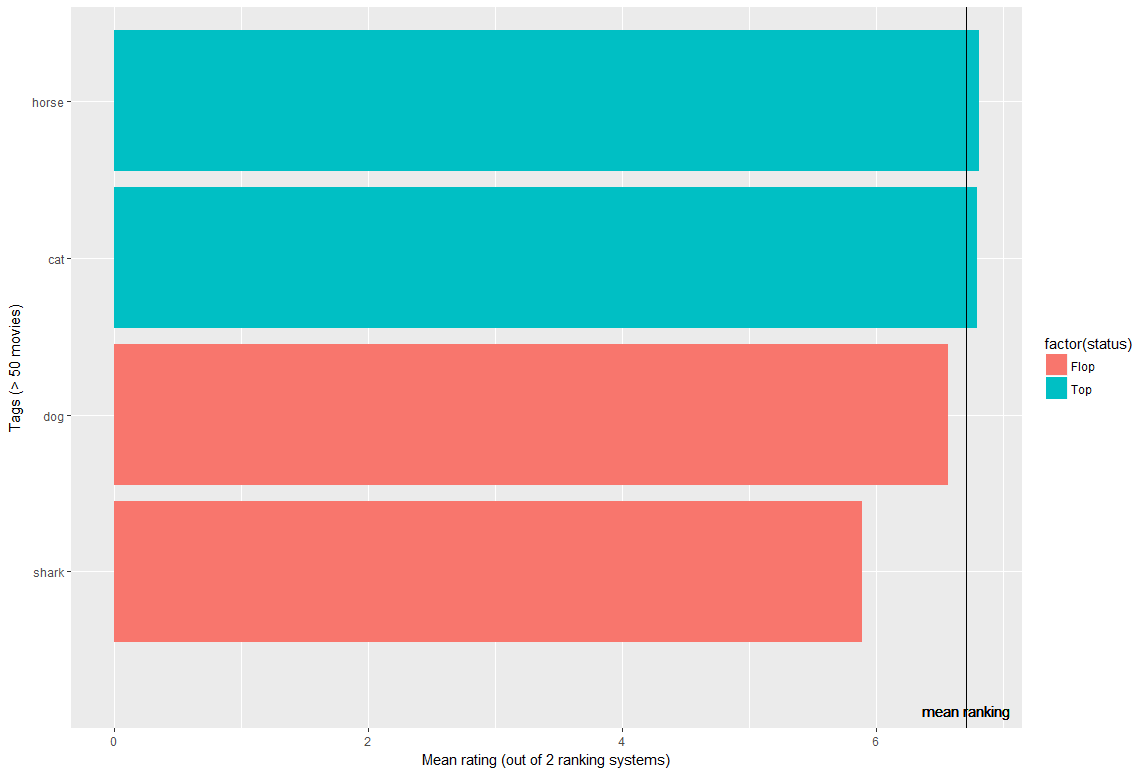 horse
cat
dog
shark
Tags (> 50 movies)
mean ranking
0
2
4
6
Mean rating (out of 2 ranking systems)
factor(status)
Flop
Top